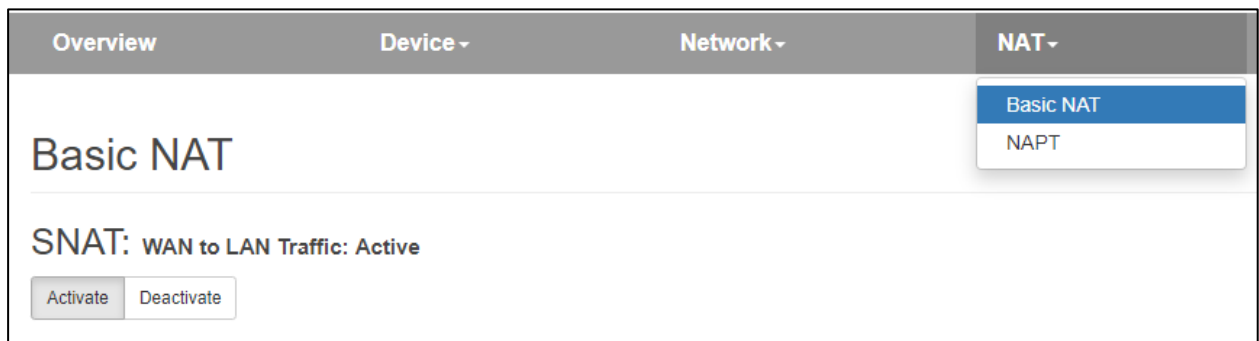 Overview Device Network NAT
Basic NAT
NAPT
Basic NAT
SNAT: WAN to LAN Traffic: Active
Activate Deactivate